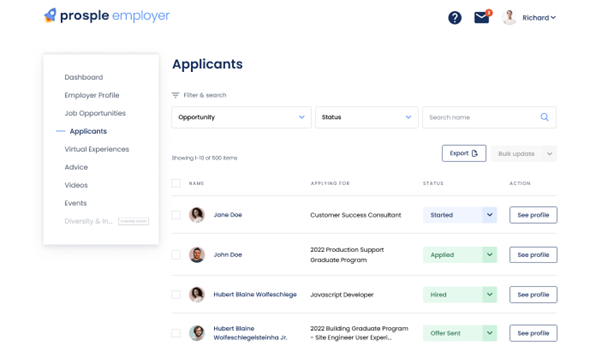 prosple employer
Richard
Applicants
Dashboard
Employer Profile
Filter & search
Job Opportunities
Opportunity
Status
Search name
Applicants
Virtual Experiences
Showing 1-10 of 500 items
Export
Bulk update
Advice
Videos
NAME
APPLYING FOR
STATUS
ACTION
Events
Diversity & In...
Jane Doe
Customer Success Consultant
Started
See profile
John Doe
2022 Production Support
Graduate Program
Applied
See profile
Hubert Blaine Wolfeschlege
Javascript Developer
Hired
See profile
Hubert Blaine
Wolfeschlegelsteinha Jr.
2022 Building Graduate Program
- Site Engineer User Experi...
Offer Sent
See profile